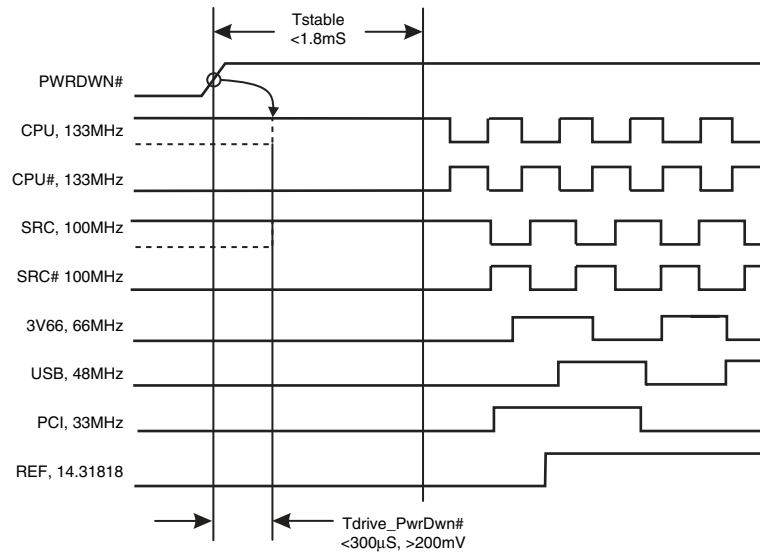 Tstable
<1.8mS
PWRDWN#
CPU, 133MHz
CPU#, 133MHz
SRC, 100MHz
SRC# 100MHz
3V66, 66MHz
USB, 48MHz
PCI, 33MHz
REF, 14.31818
Tdrive_PwrDwn#
<300µS, >200mV